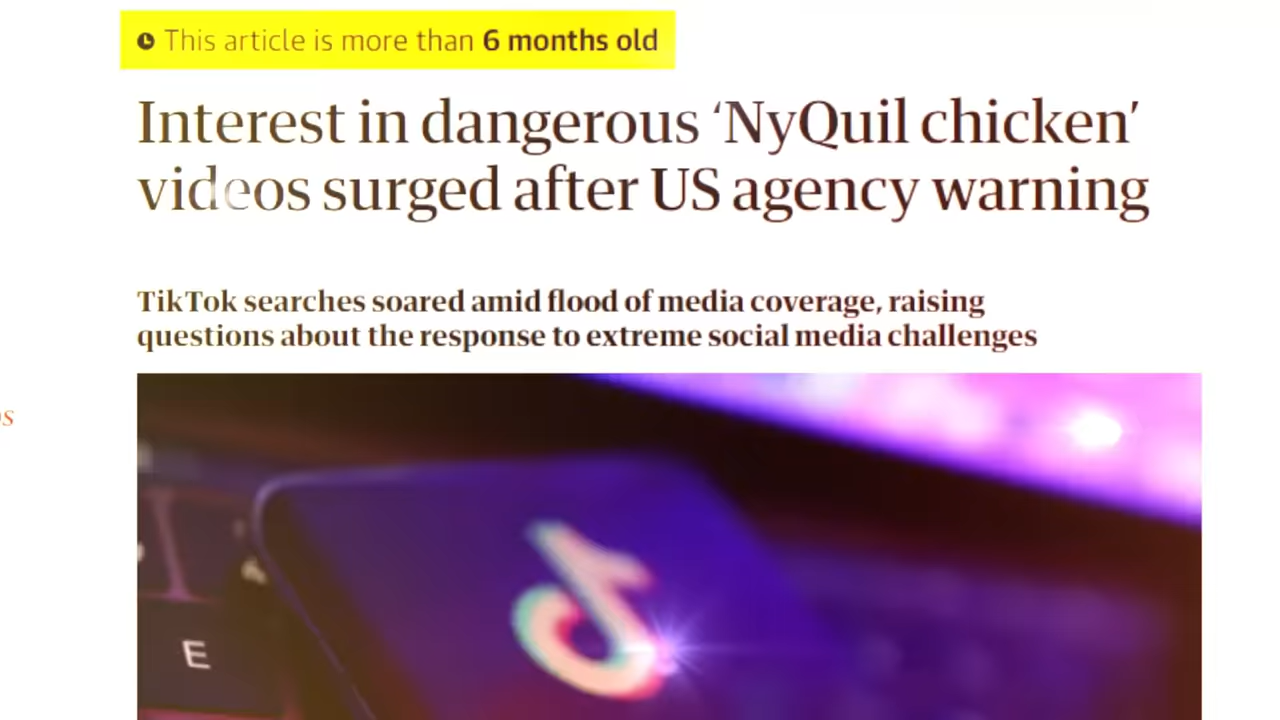 This article is more than 6 months old
Interest in dangerous ‘NyQuil chicken’
videos surged after US agency warning
TikTok searches soared amid flood of media coverage, raising
questions about the response to extreme social media challenges
E